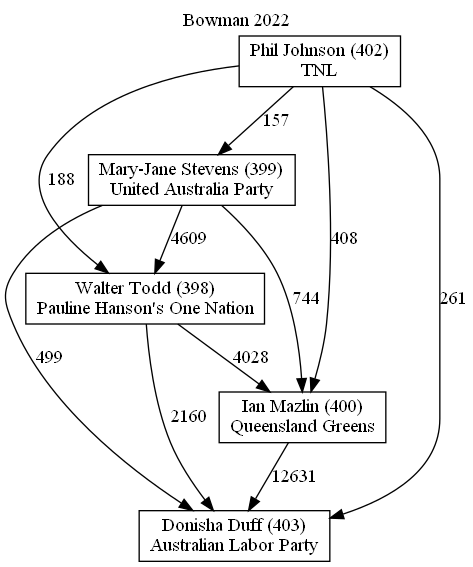 Bowman 2022
Phil Johnson (402)
TNL
157
Mary-Jane Stevens (399)
United Australia Party
188
4609
408
Walter Todd (398)
Pauline Hanson's One Nation
744
261
499
4028
2160
Ian Mazlin (400)
Queensland Greens
12631
Donisha Duff (403)
Australian Labor Party